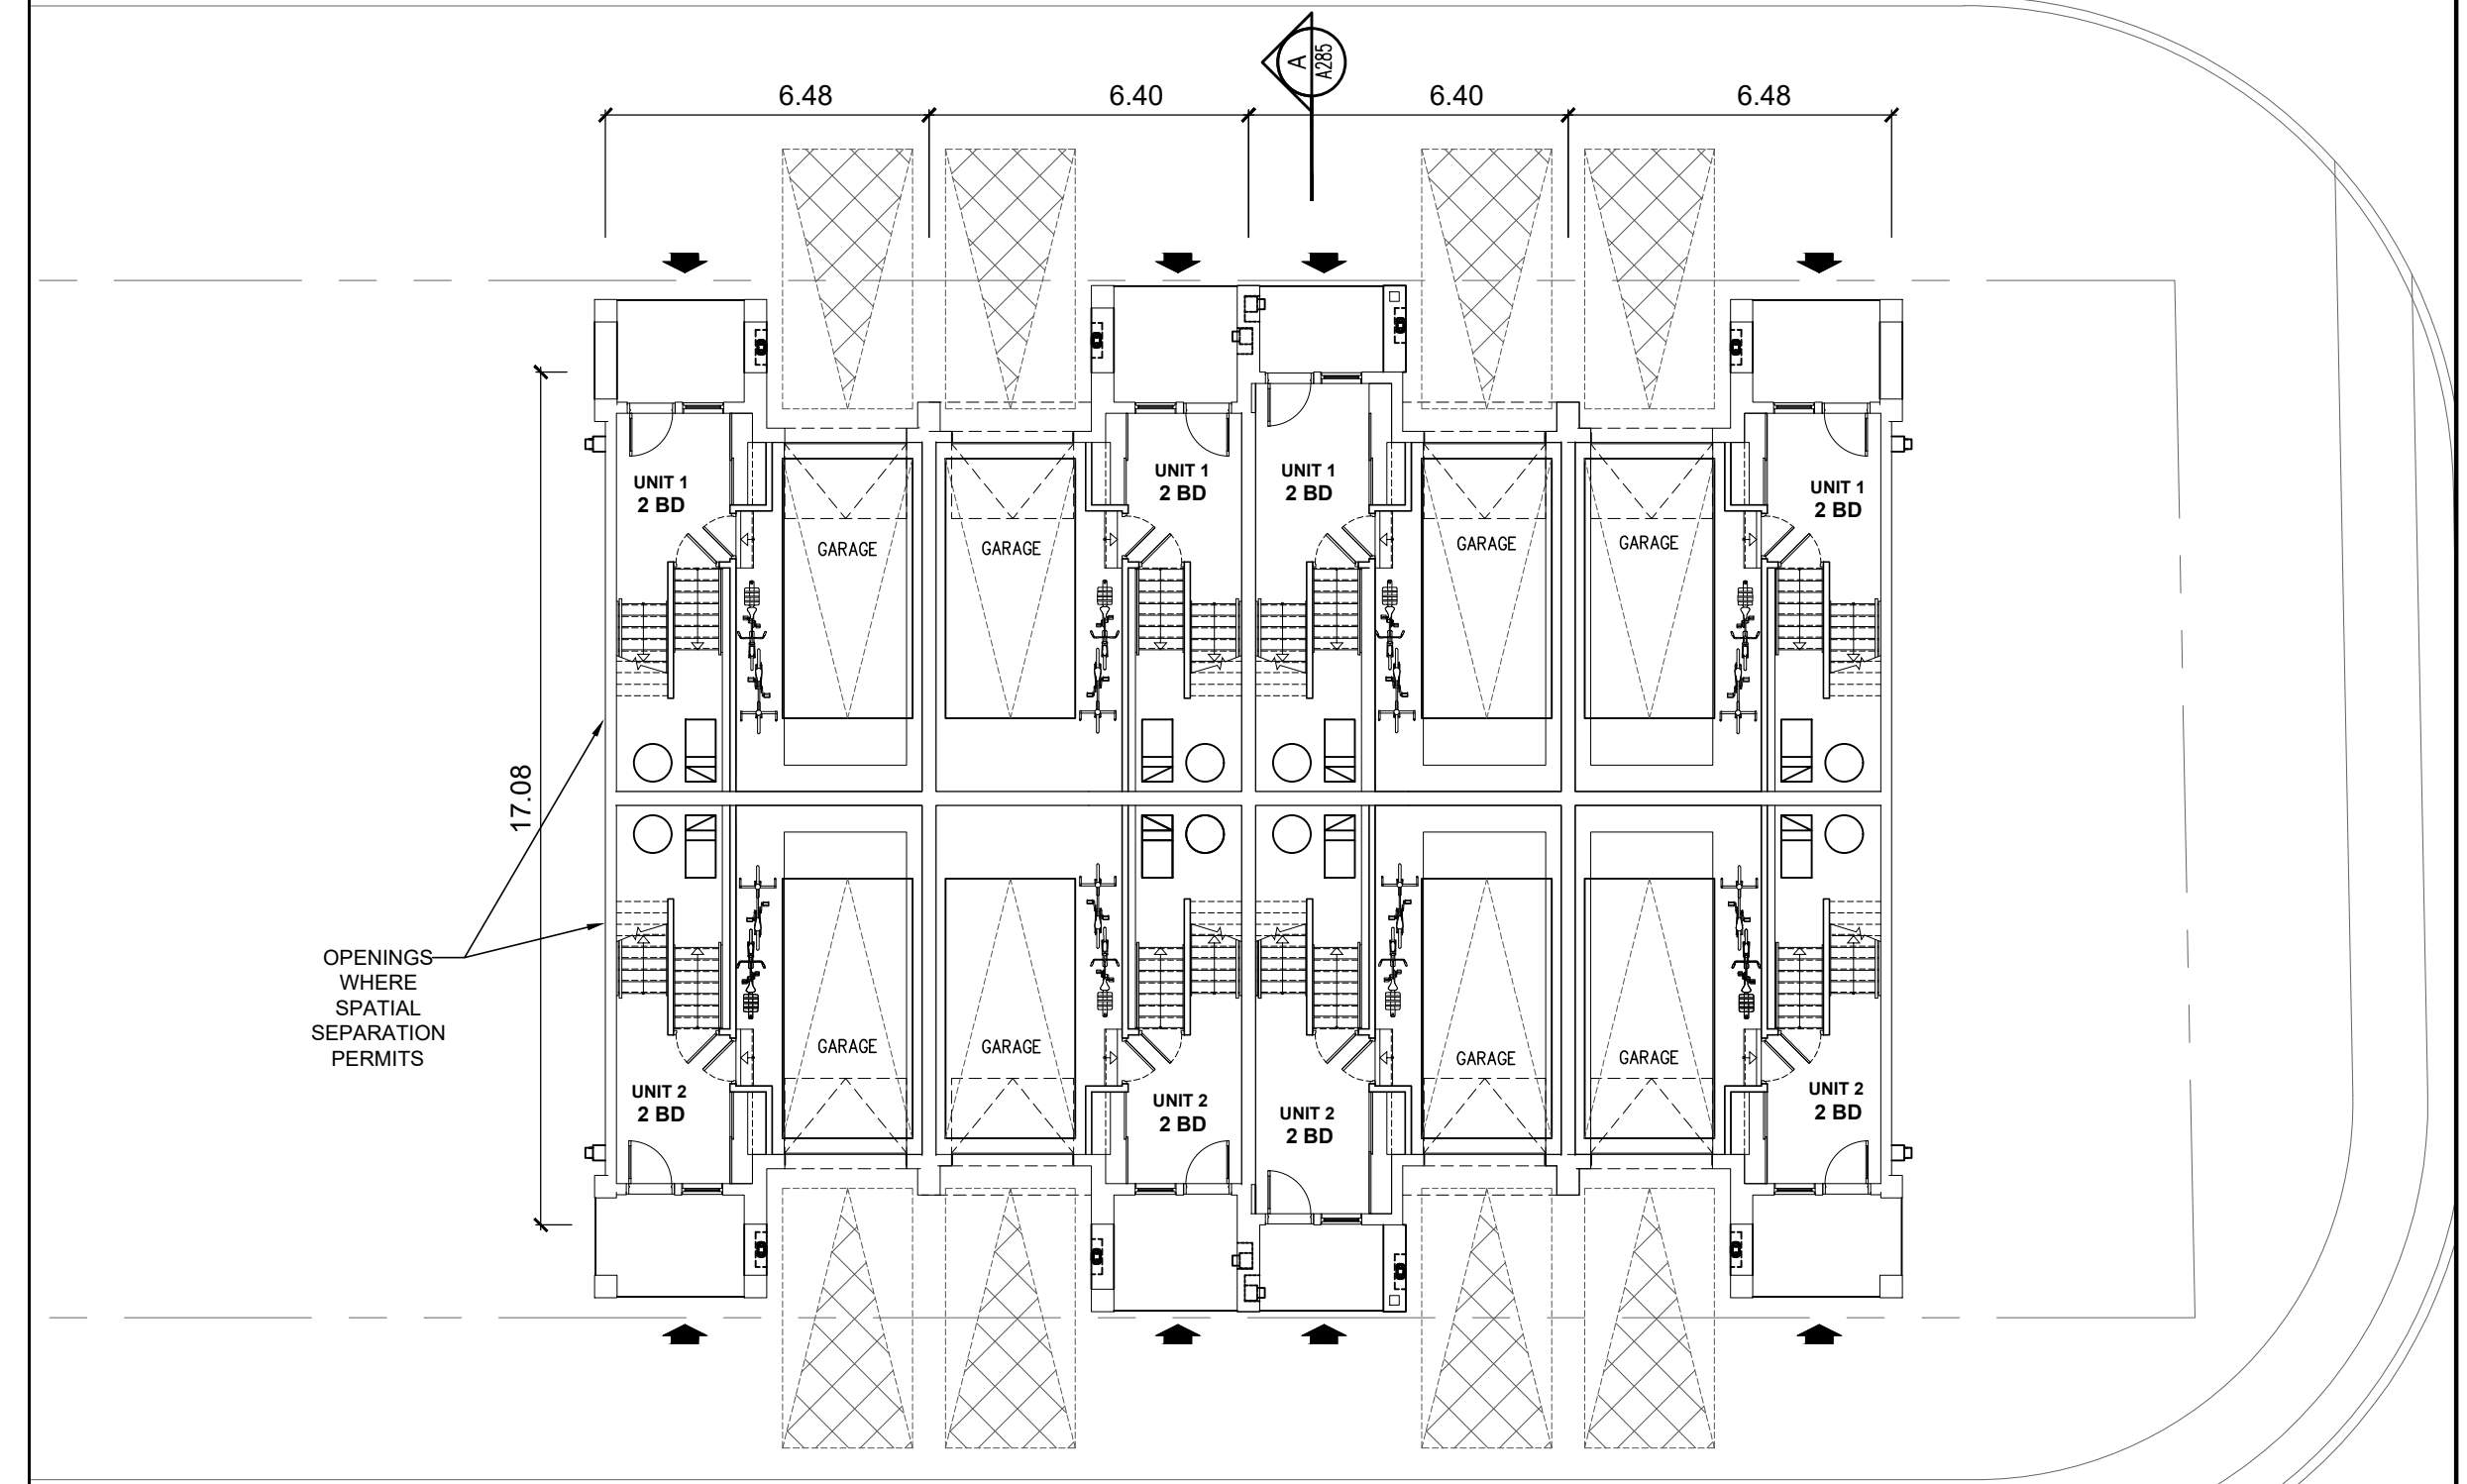 A
A285
6.48
6.40
6.40
6.48
UNIT 1
2 BD
UNIT 1
2 BD
UNIT 1
2 BD
UNIT 1
2 BD
GARAGE
GARAGE
GARAGE
GARAGE
17.08
OPENINGS
WHERE
SPATIAL
SEPARATION
PERMITS
GARAGE
GARAGE
GARAGE
GARAGE
UNIT 2
2 BD
UNIT 2
2 BD
UNIT 2
2 BD
UNIT 2
2 BD